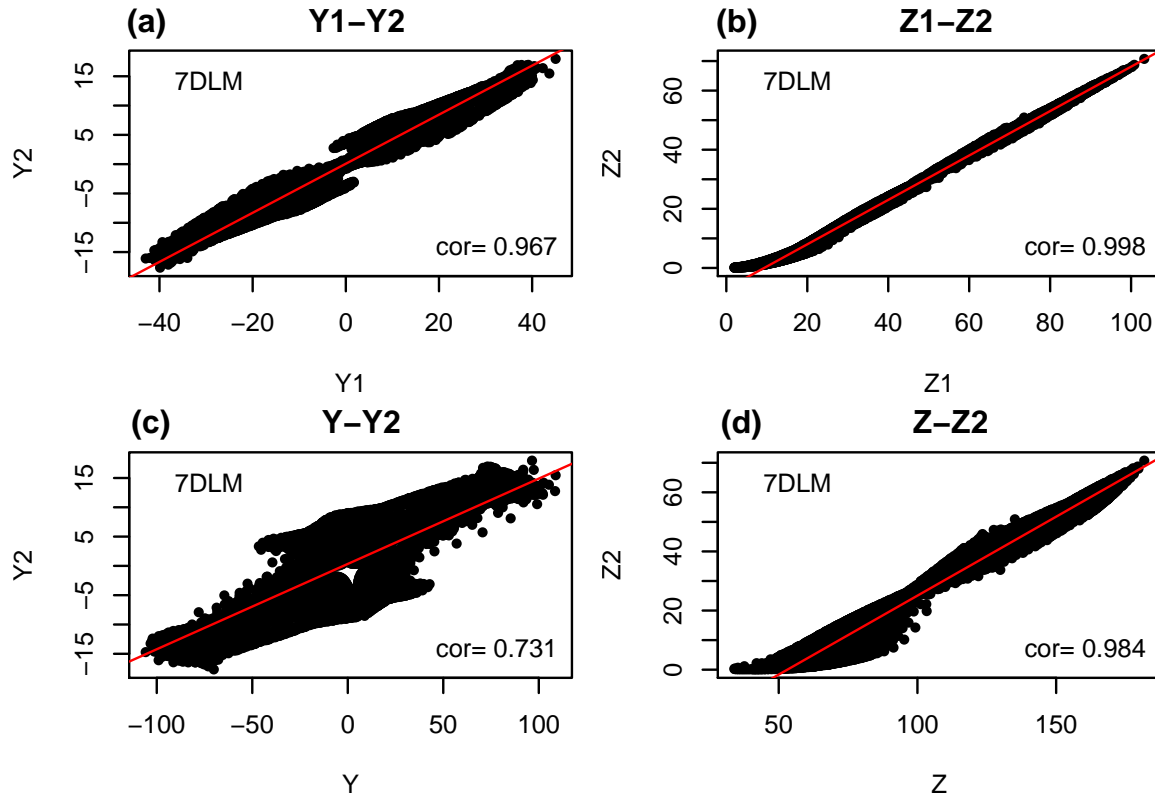 (a) Y1−Y2
Y2
15
5
−5
−15
7DLM
cor= 0.967
−40 −20 0 20 40
Y1
(b) Z1−Z2
Z2
60
40
20
0
7DLM
cor= 0.998
0 20 40 60 80 100
Z1
(c) Y−Y2
Y2
15
5
−5
−15
7DLM
cor= 0.731
−100 −50 0 50 100
Y
(d) Z−Z2
Z2
60
40
20
0
7DLM
cor= 0.984
50 100 150
Z